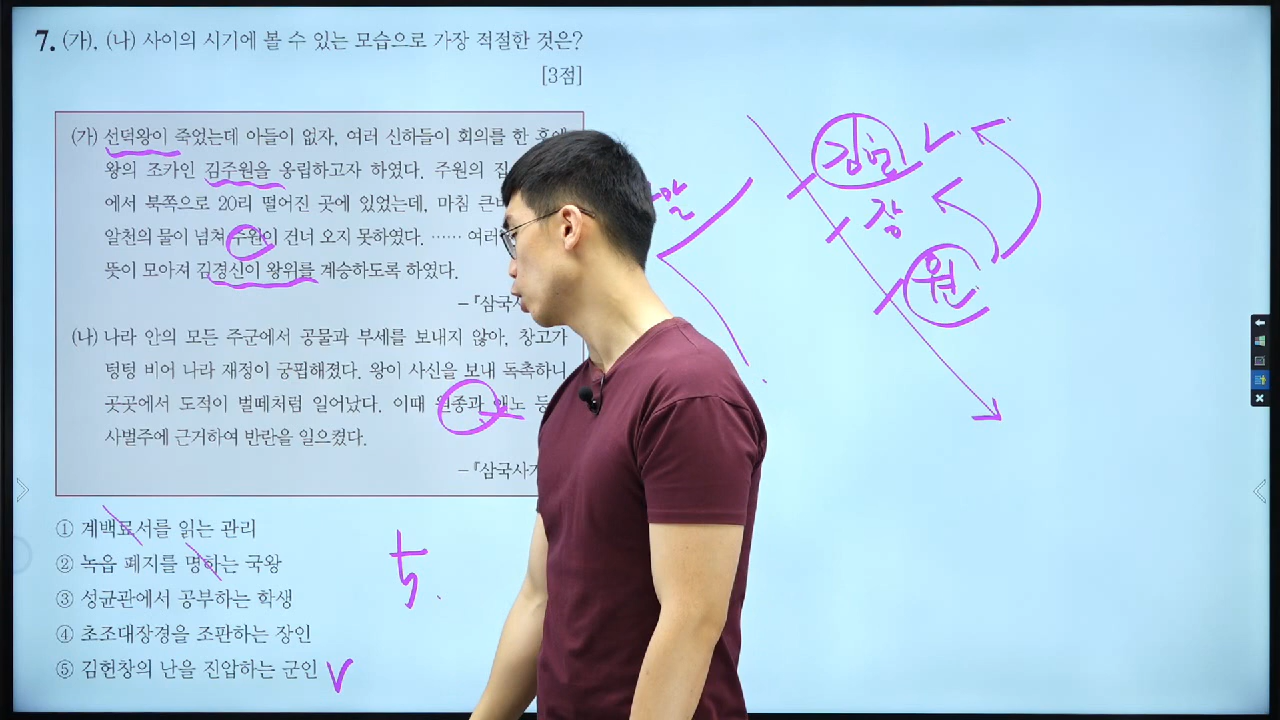 7. (가), (나) 사이의 시기에 볼 수 있는 모습으로 가장 적절한 것은?
[3점]
(가) 선덕왕이 죽었는데 아들이 없자, 여러 신하들이 회의를 한 후에
왕의 조카인 김주원을 옹립하고자 하였다. 주원의 집
에서 북쪽으로 20리 떨어진 곳에 있었는데, 마침 큰
알천의 물이 넘쳐 주원이 건너 오지 못하였다. …… 여러
뜻이 모아져 김경신이 왕위를 계승하도록 하였다.
-『삼국사
(나) 나라 안의 모든 주군에서 공물과 부세를 보내지 않아, 창고가
텅텅 비어 나라 재정이 궁핍해졌다. 왕이 사신을 보내 독촉하니
곳곳에서 도적이 벌떼처럼 일어났다. 이때 원종과 애노 등
사벌주에 근거하여 반란을 일으켰다.
-『삼국사기
① 계백료서를 읽는 관리
② 녹읍 폐지를 명하는 국왕
③ 성균관에서 공부하는 학생
④ 초조대장경을 조판하는 장인
⑤ 김헌창의 난을 진압하는 군인
말
장
원